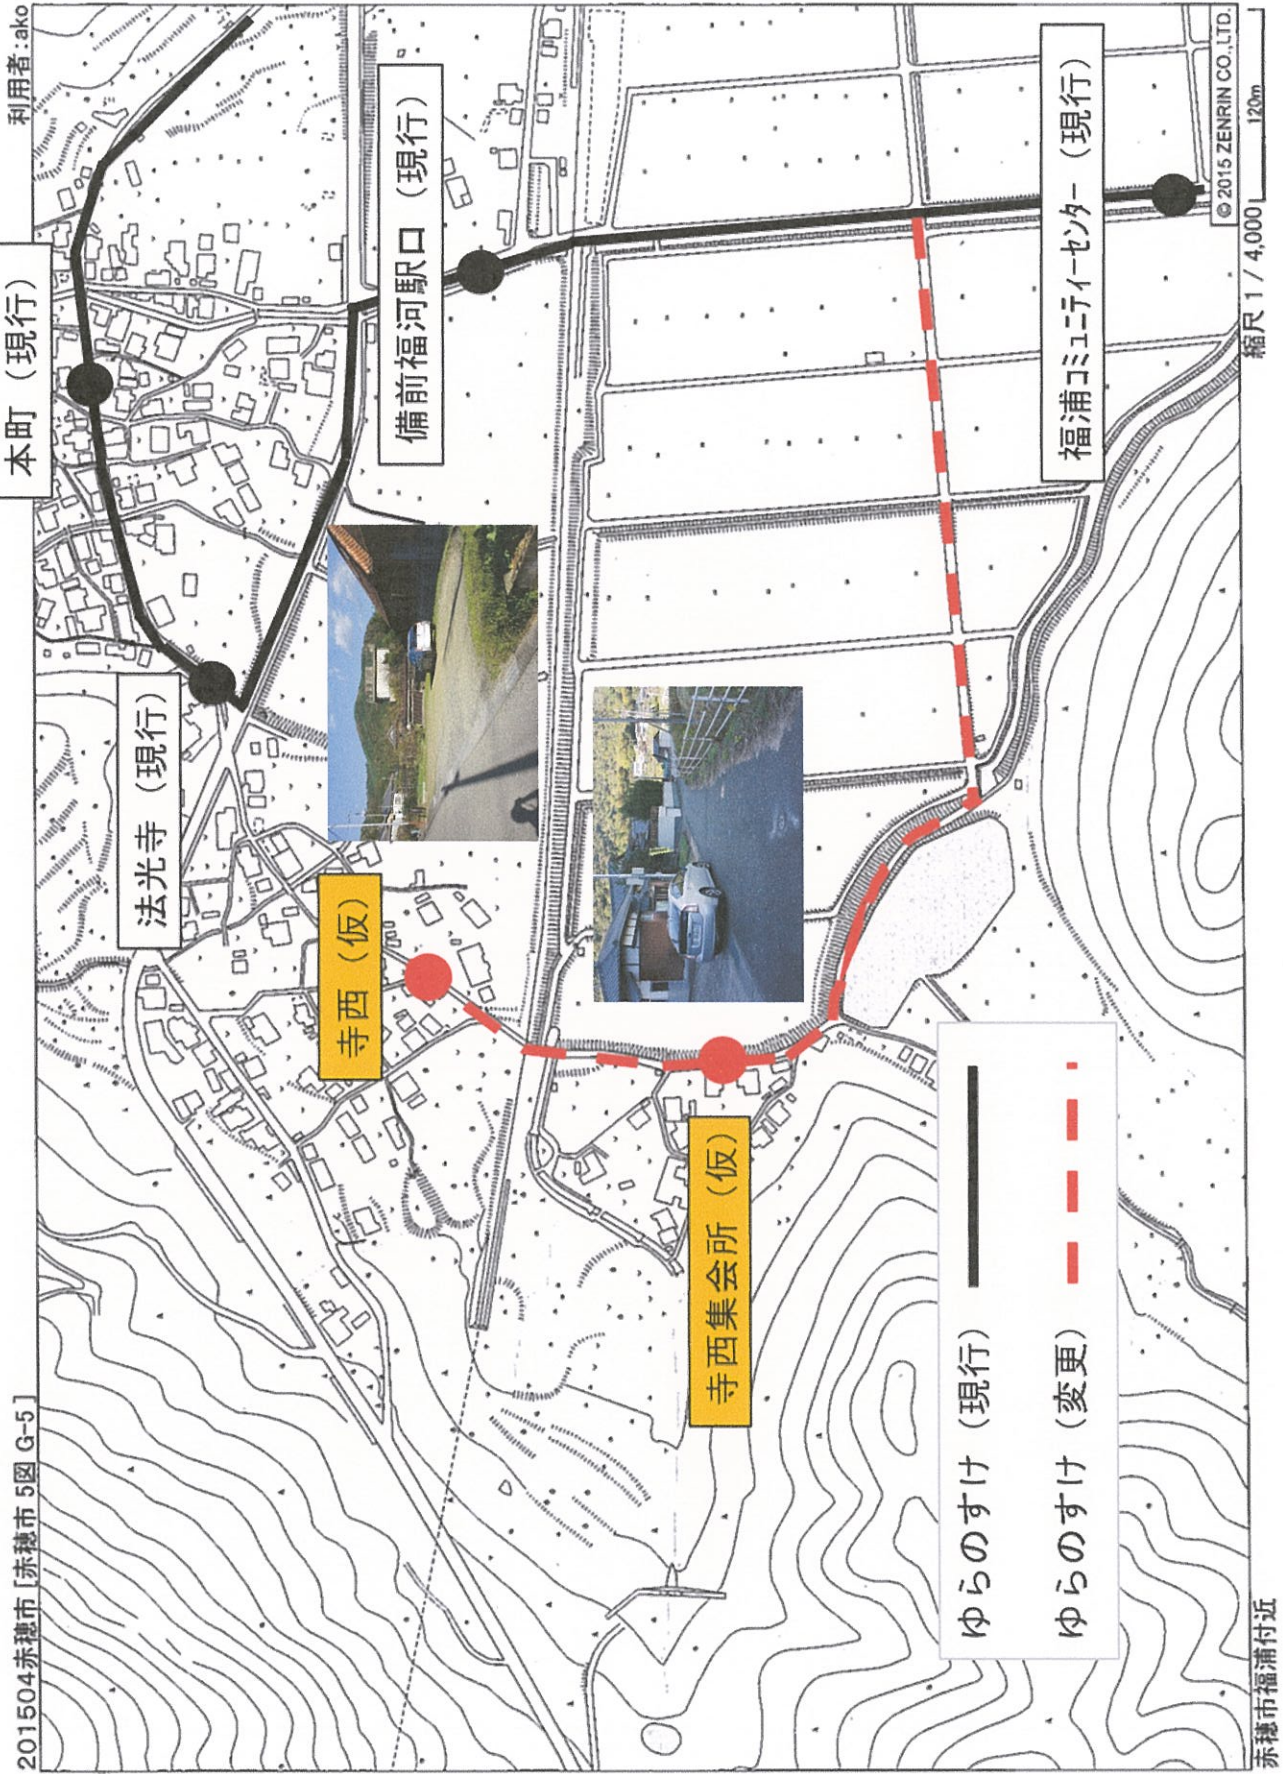 201504赤穂市 [赤穂市 5図 G-5]
利用者:ako
本町（現行）
法光寺（現行）
備前福河駅口（現行）
寺西（仮）
寺西集会所（仮）
福浦コミュニティーセンター（現行）
ゆらのすけ（現行）
ゆらのすけ（変更）
© 2015 ZENRIN CO.,LTD.
赤穂市福浦付近
縮尺 1 / 4,000
120m